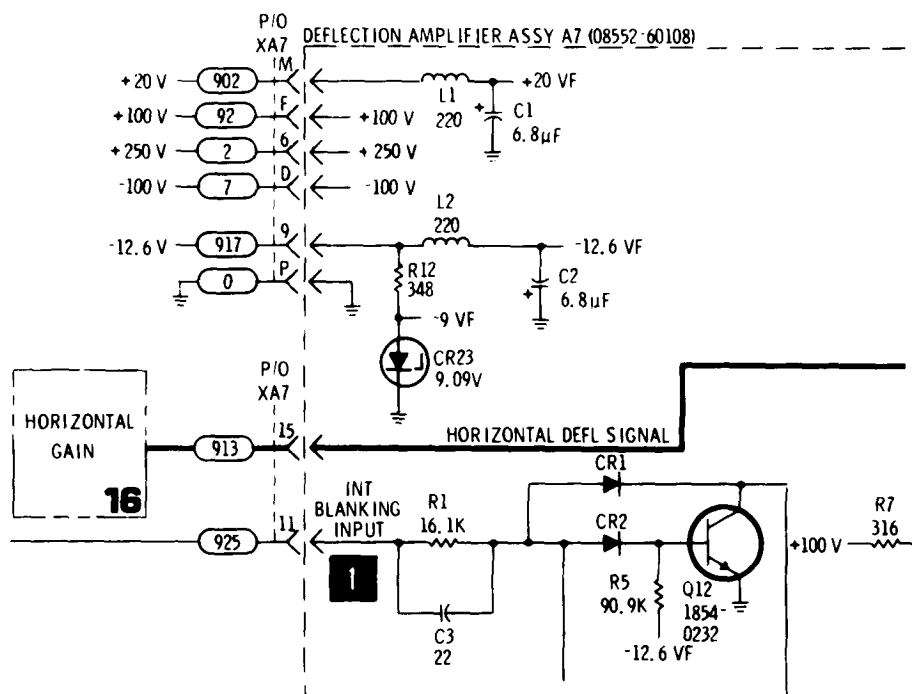 P/O
XA7
DEFLECTION AMPLIFIER ASSY A7 (08552-60108)
+20 V
902
M
+20 VF
L1
220
C1
6.8µF
+
+100 V
92
F
+100 V
+250 V
2
6
+250 V
-100 V
7
D
-100 V
L2
220
-12.6 V
917
9
-12.6 VF
0
P
R12
348
C2
6.8µF
+
-9 VF
CR23
9.09V
P/O
XA7
HORIZONTAL
GAIN
16
913
15
HORIZONTAL DEFL SIGNAL
CR1
INT
BLANKING
INPUT
R1
16.1K
CR2
R7
316
925
11
1
+100 V
R5
90.9K
Q12
1854-
0232
C3
22
-12.6 VF